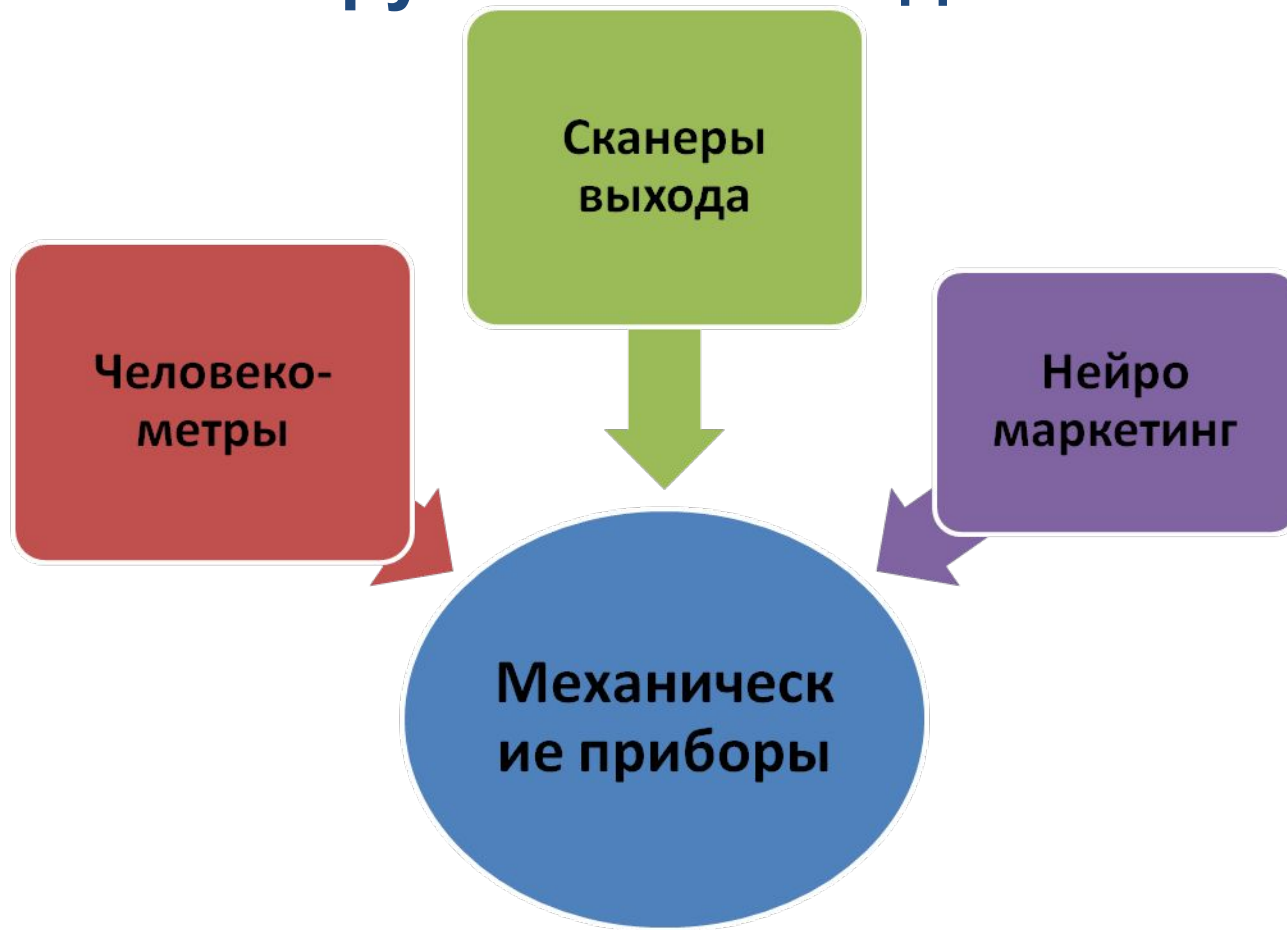 Сканеры
выхода
Человеко-
метры
Нейро
маркетинг
Механическ
ие приборы